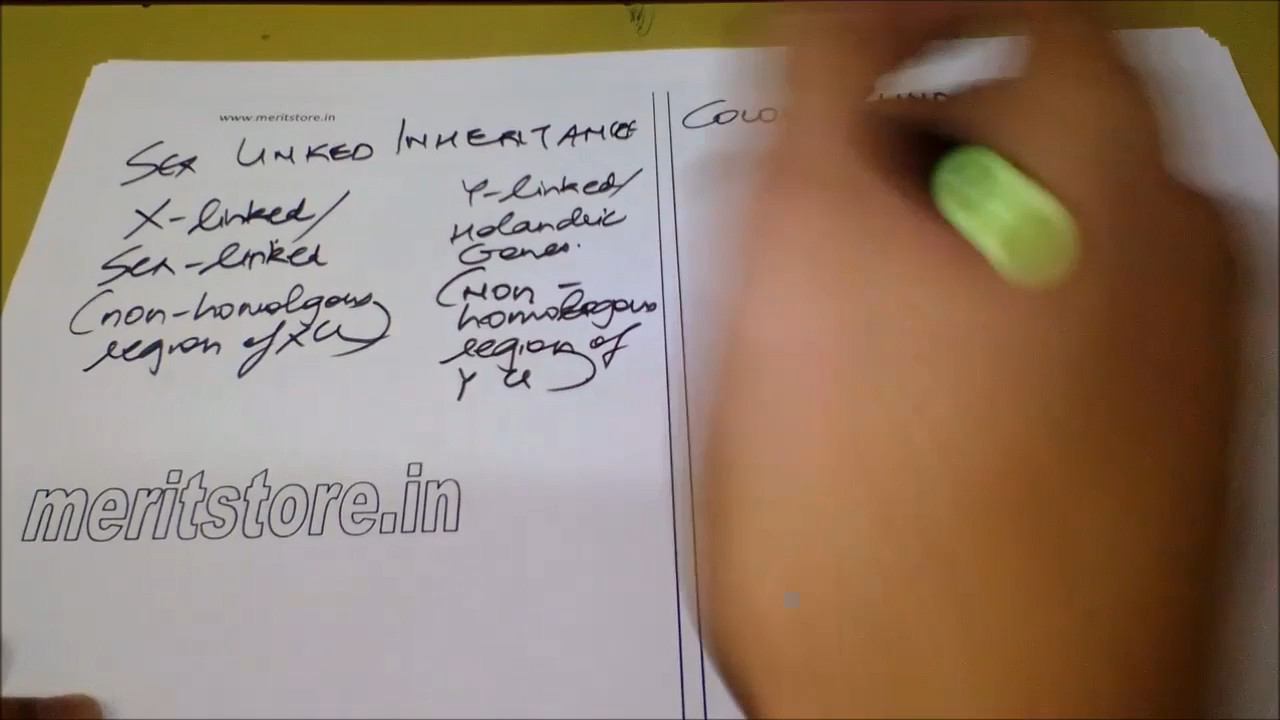 www.meritstore.in
SEX LINKED INHERITANCE
X-linked/
Sex-linked
(non-homolgous
region of X Ch)
Y-linked/
Holandric
Genes.
(Non-
homologous
region of
Y Ch)
meritstore.in